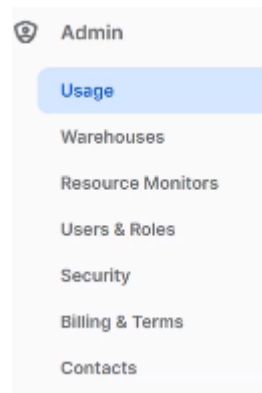 Admin
Usage
Warehouses
Resource Monitors
Users & Roles
Security
Billing & Terms
Contacts